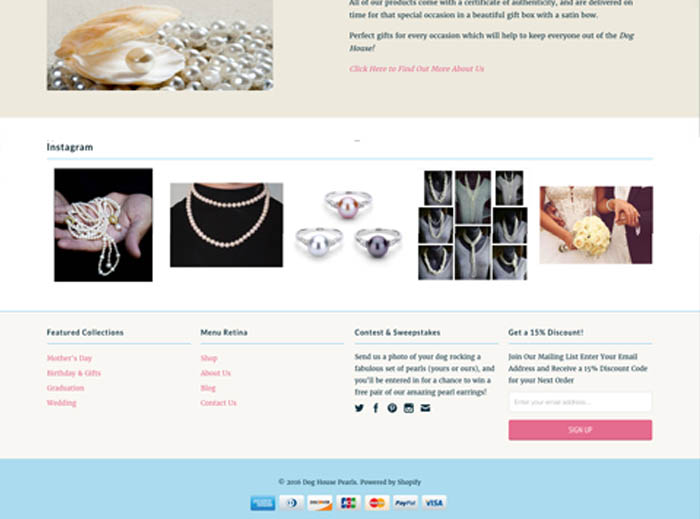 All of our products come with a certificate of authenticity, and are delivered on
time for that special occasion in a beautiful gift box with a satin bow.
Perfect gifts for every occasion which will help to keep everyone out of the Dog
House!
Click Here to Find Out More About Us
Instagram
Featured Collections
Mother's Day
Birthday & Gifts
Graduation
Wedding
Menu Retina
Shop
About Us
Blog
Contact Us
Contest & Sweepstakes
Send us a photo of your dog rocking a
fabulous set of pearls (yours or ours), and
you'll be entered in for a chance to win a
free pair of our amazing pearl earrings!
Get a 15% Discount!
Join Our Mailing List Enter Your Email
Address and Receive a 15% Discount Code
for your Next Order
Enter your email address...
SIGN UP
© 2016 Dog House Pearls. Powered by Shopify
DISCOVER
JCB
MasterCard
PayPal
VISA